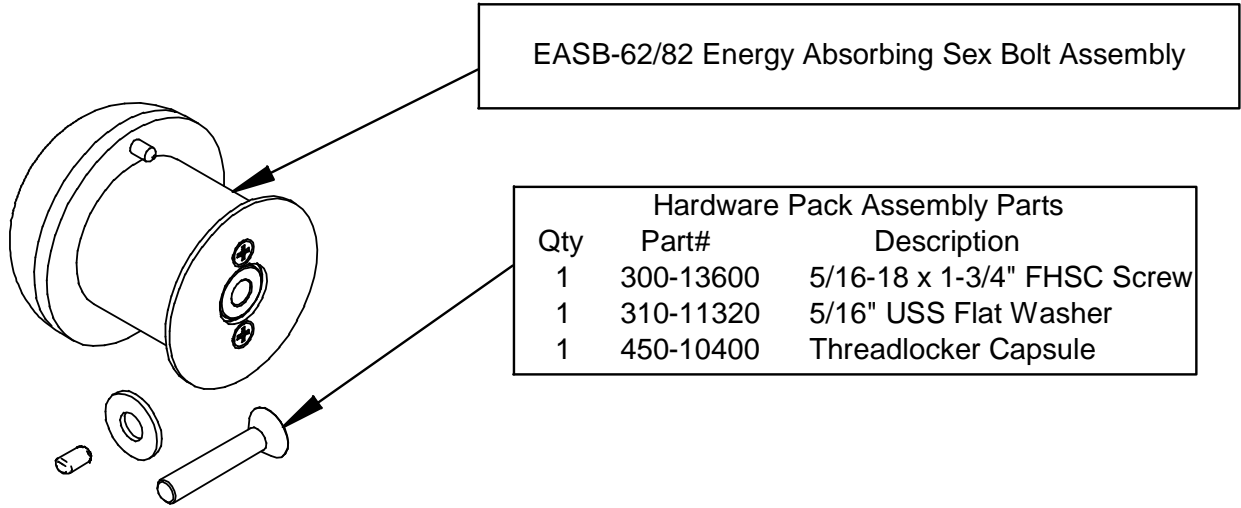 EASB-62/82 Energy Absorbing Sex Bolt Assembly
Hardware Pack Assembly Parts
Qty Part# Description
1 300-13600 5/16-18 x 1-3/4" FHSC Screw
1 310-11320 5/16" USS Flat Washer
1 450-10400 Threadlocker Capsule